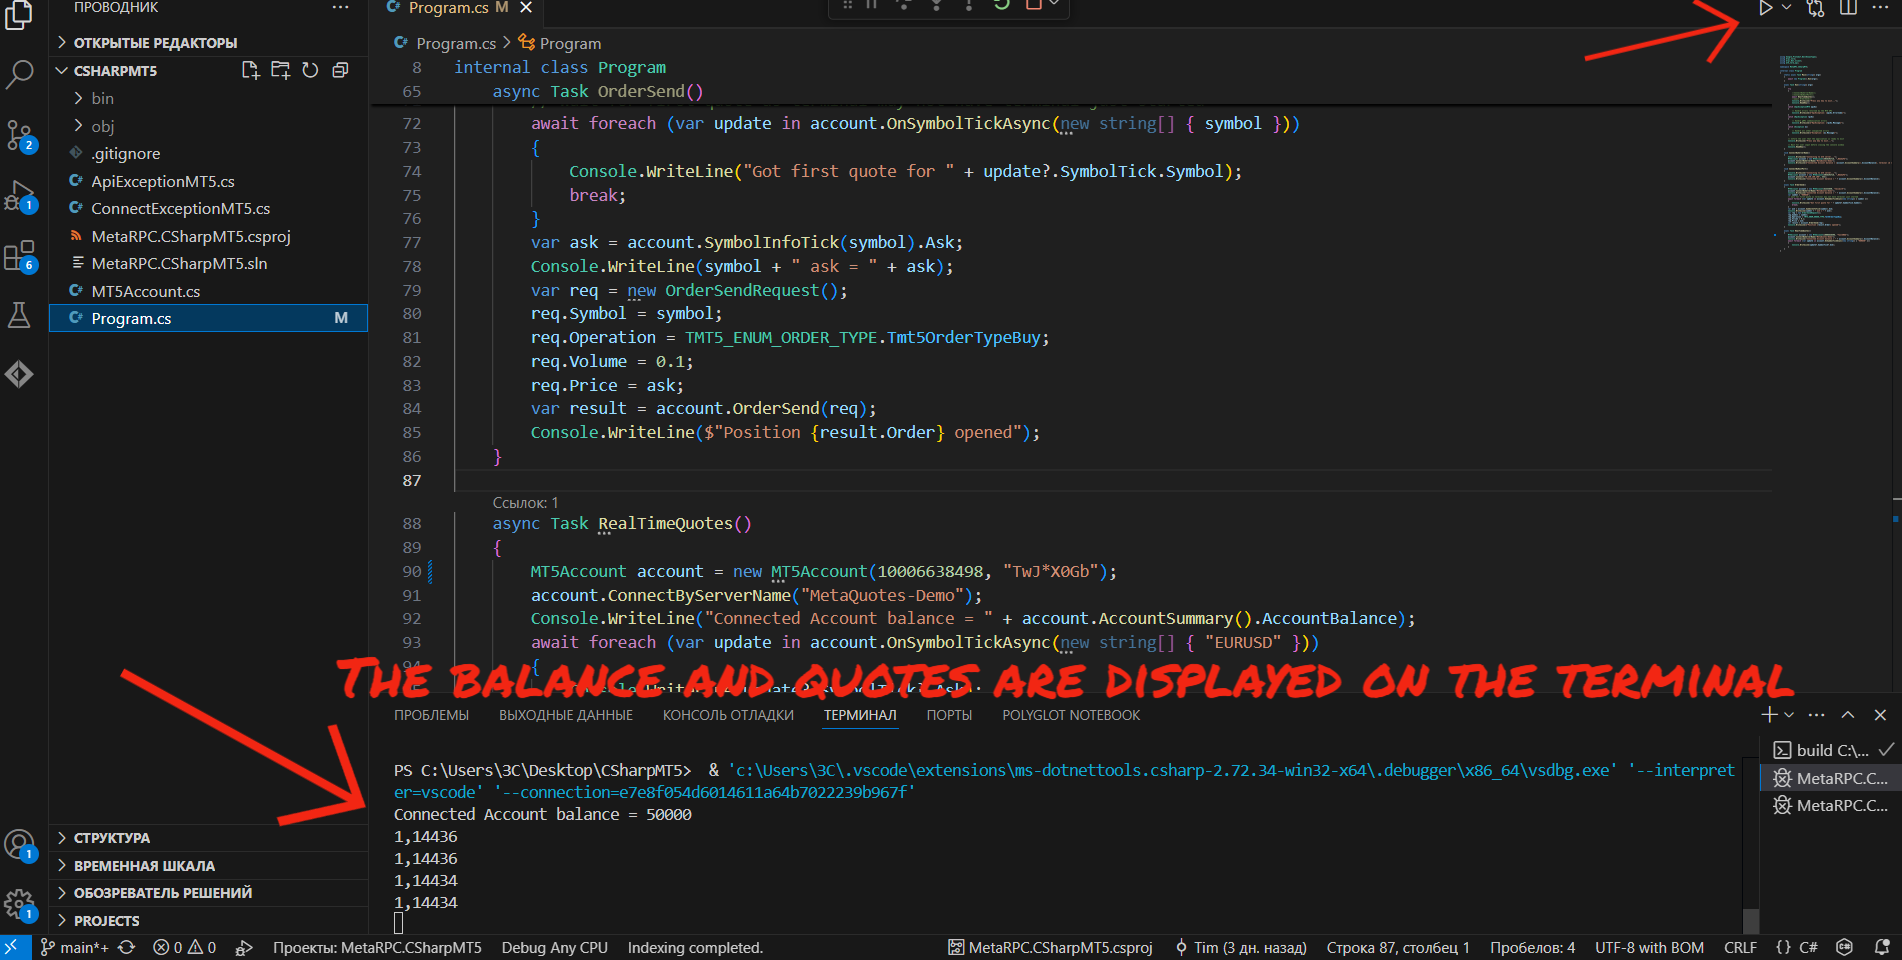 ПРОВОДНИК
Program.cs M
ОТКРЫТЫЕ РЕДАКТОРЫ
CSHARPMT5
bin
obj
.gitignore
ApiExceptionMT5.cs
ConnectExceptionMT5.cs
MetaRPC.CSharpMT5.csproj
MetaRPC.CSharpMT5.sln
MT5Account.cs
Program.cs M
2
1
6
Program.cs > Program
8 internal class Program
65 async Task OrderSend()
72 await foreach (var update in account.OnSymbolTickAsync(new string[] { symbol }))
73 {
74 Console.WriteLine("Got first quote for " + update?.SymbolTick.Symbol);
75 break;
76 }
77 var ask = account.SymbolInfoTick(symbol).Ask;
78 Console.WriteLine(symbol + " ask = " + ask);
79 var req = new OrderSendRequest();
80 req.Symbol = symbol;
81 req.Operation = TMT5_ENUM_ORDER_TYPE.Tmt5OrderTypeBuy;
82 req.Volume = 0.1;
83 req.Price = ask;
84 var result = account.OrderSend(req);
85 Console.WriteLine($"Position {result.Order} opened");
86 }
87
Ссылок: 1
88 async Task RealTimeQuotes()
89 {
90 MT5Account account = new MT5Account(10006638498, "TwJ*X0Gb");
91 account.ConnectByServerName("MetaQuotes-Demo");
92 Console.WriteLine("Connected Account balance = " + account.AccountSummary().AccountBalance);
93 await foreach (var update in account.OnSymbolTickAsync(new string[] { "EURUSD" }))
94 {
The balance and quotes are displayed on the terminal
ПРОБЛЕМЫ ВЫХОДНЫЕ ДАННЫЕ КОНСОЛЬ ОТЛАДКИ ТЕРМИНАЛ ПОРТЫ POLYGLOT NOTEBOOK
PS C:\Users\3C\Desktop\CSharpMT5> & 'c:\Users\3C\.vscode\extensions\ms-dotnettools.csharp-2.72.34-win32-x64\.debugger\x86_64\vsdbg.exe' '--interpret
er=vscode' '--connection=e7e8f054d6014611a64b7022239b967f'
Connected Account balance = 50000
1,14436
1,14436
1,14434
1,14434
build C:\...
MetaRPC.C...
MetaRPC.C...
СТРУКТУРА
ВРЕМЕННАЯ ШКАЛА
ОБОЗРЕВАТЕЛЬ РЕШЕНИЙ
PROJECTS
1
1
main*+ 0 0 Проекты: MetaRPC.CSharpMT5 Debug Any CPU Indexing completed. MetaRPC.CSharpMT5.csproj Tim (3 дн. назад) Строка 87, столбец 1 Пробелов: 4 UTF-8 with BOM CRLF {} C#